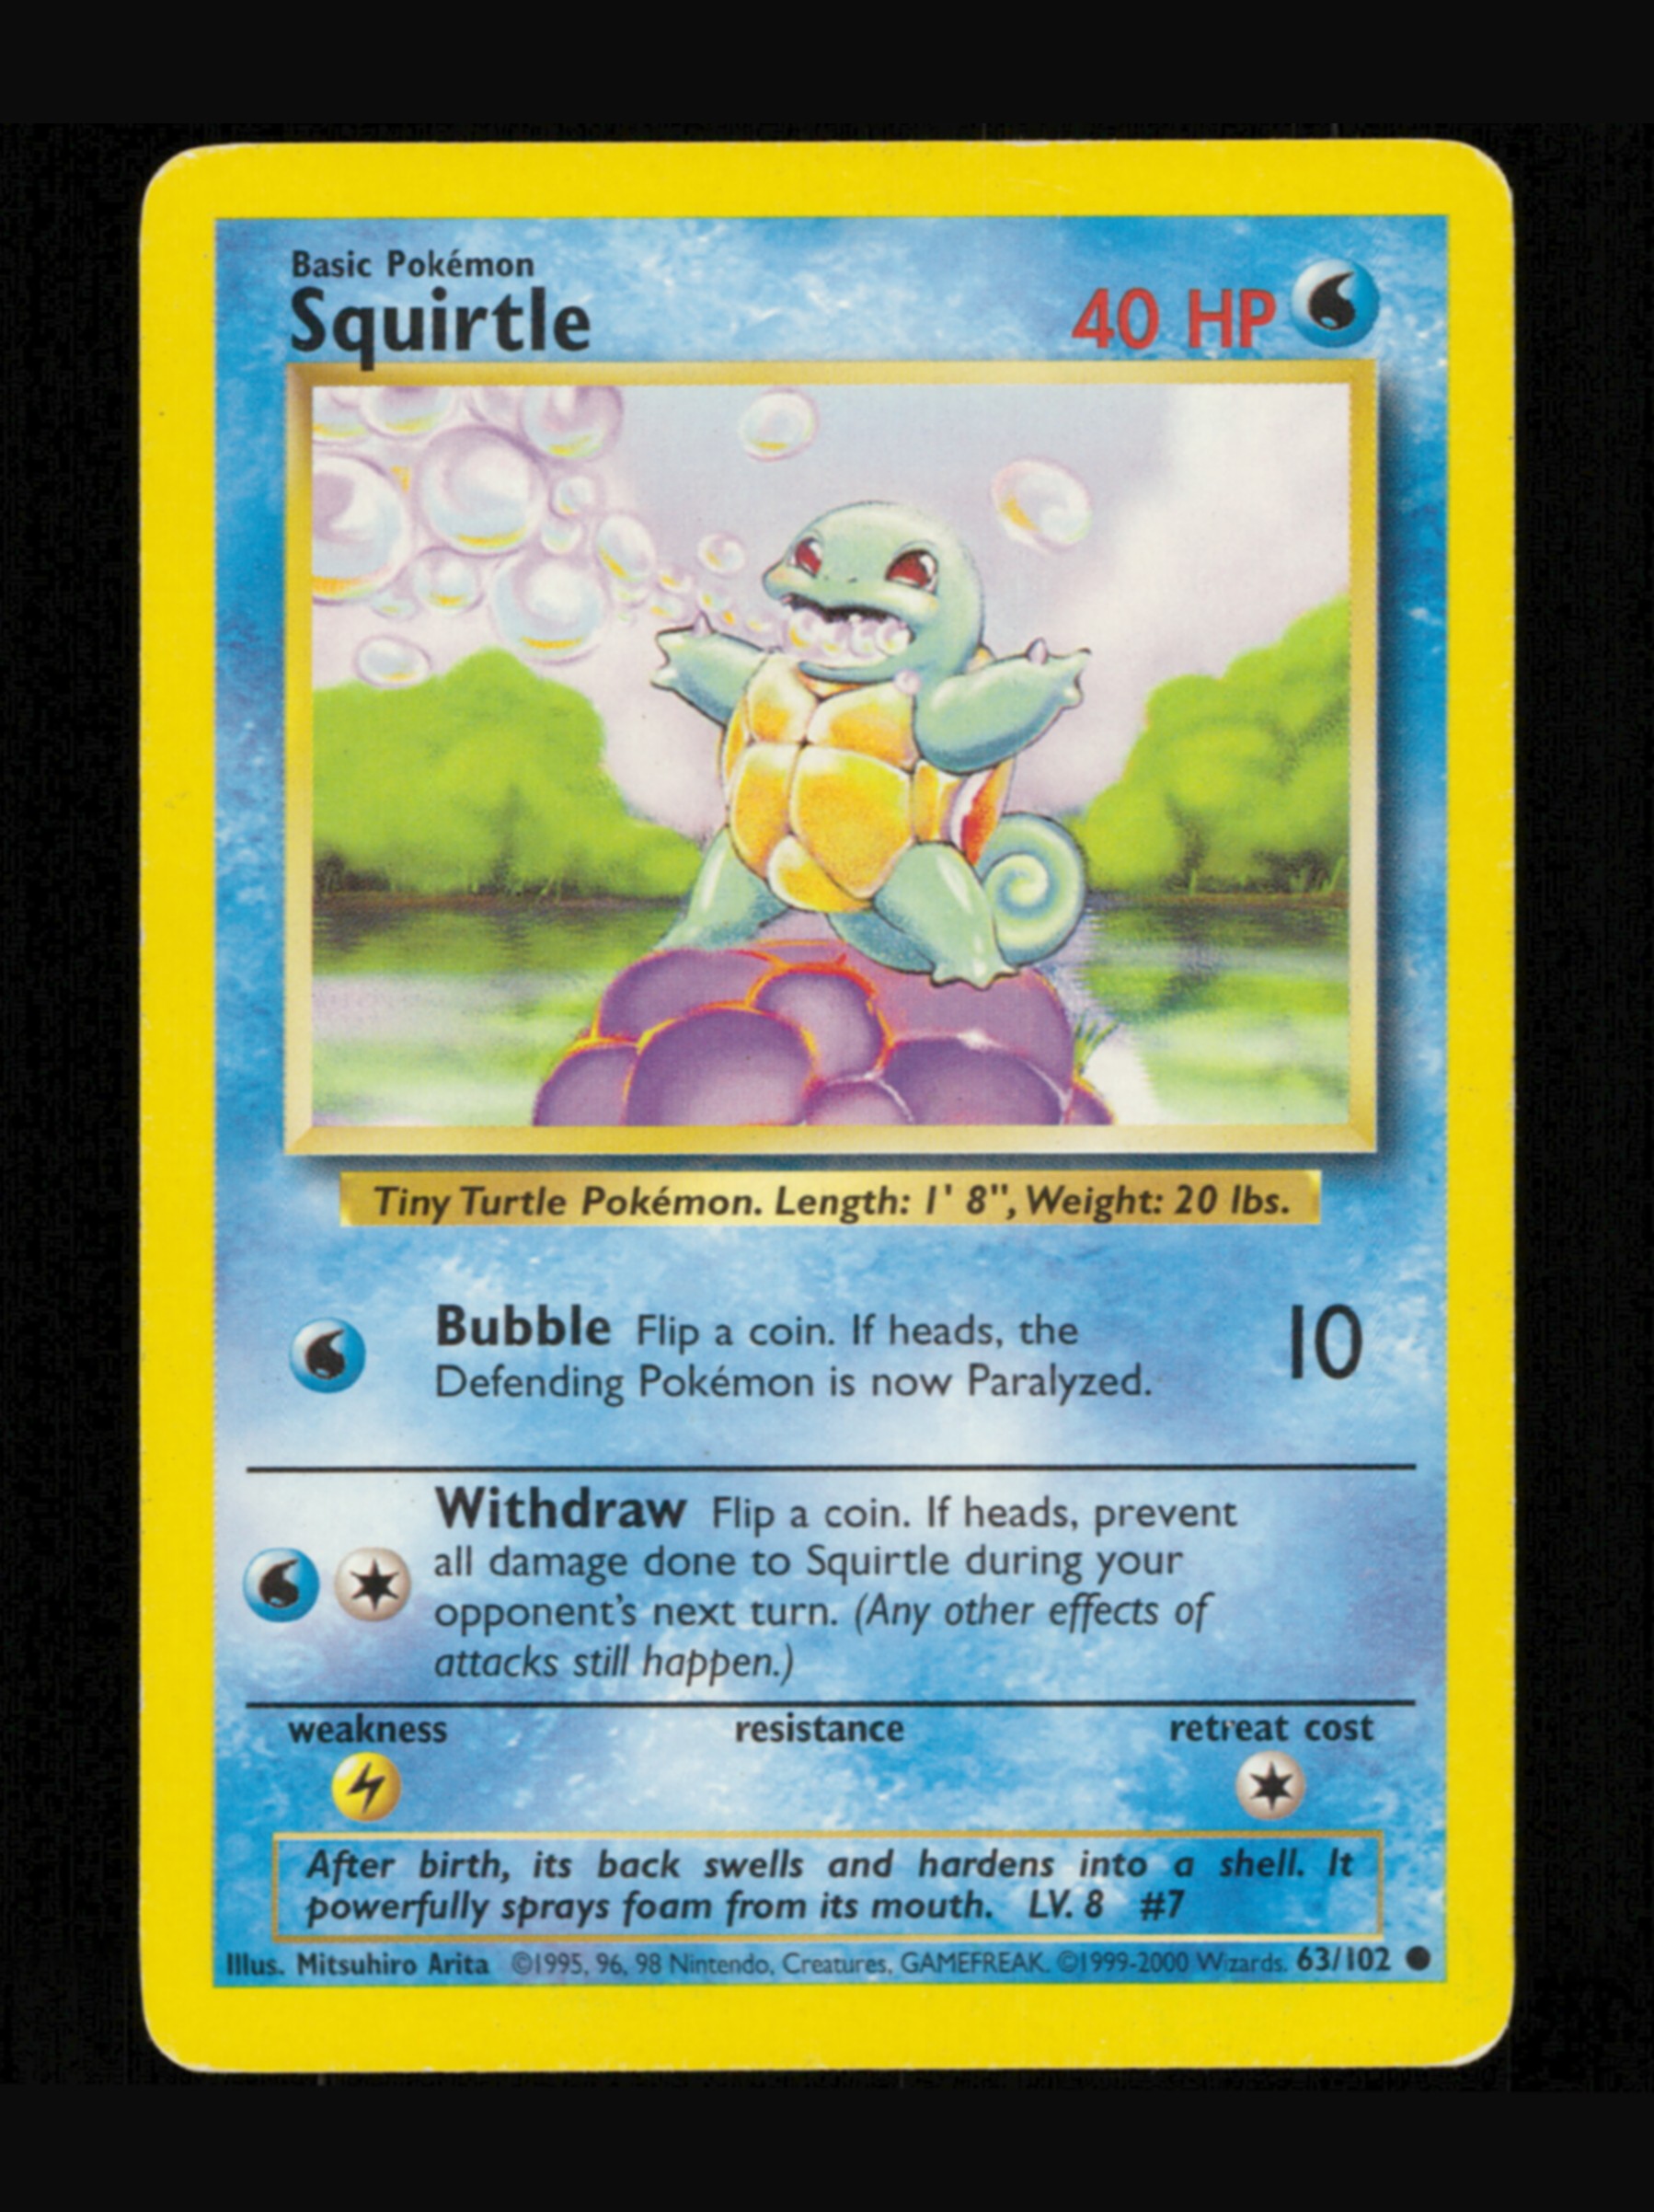 Basic Pokémon
Squirtle
40 HP
Tiny Turtle Pokémon. Length: 1' 8", Weight: 20 lbs.
Bubble Flip a coin. If heads, the
Defending Pokémon is now Paralyzed.
10
Withdraw Flip a coin. If heads, prevent
all damage done to Squirtle during your
opponent's next turn. (Any other effects of
attacks still happen.)
weakness resistance retreat cost
After birth, its back swells and hardens into a shell. It
powerfully sprays foam from its mouth. LV. 8 #7
Illus. Mitsuhiro Arita ©1995, 96, 98 Nintendo, Creatures, GAMEFREAK. ©1999-2000 Wizards. 63/102